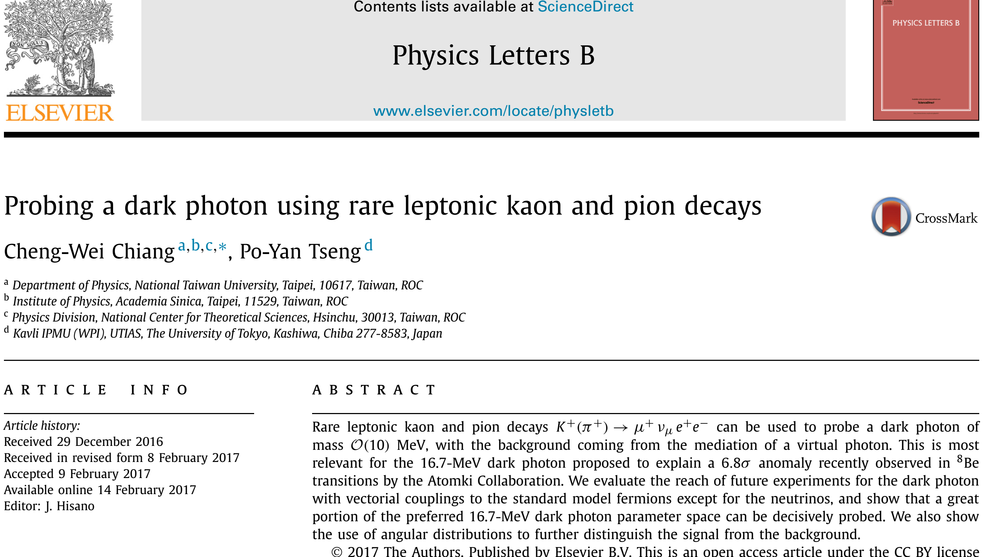 Contents lists available at ScienceDirect
Physics Letters B
www.elsevier.com/locate/physletb
NON SOLUS
ELSEVIER
ELSEVIER
PHYSICS LETTERS B
Available online at www.sciencedirect.com
ScienceDirect
Probing a dark photon using rare leptonic kaon and pion decays
CrossMark
Cheng-Wei Chiang a,b,c,∗, Po-Yan Tseng d
a Department of Physics, National Taiwan University, Taipei, 10617, Taiwan, ROC
b Institute of Physics, Academia Sinica, Taipei, 11529, Taiwan, ROC
c Physics Division, National Center for Theoretical Sciences, Hsinchu, 30013, Taiwan, ROC
d Kavli IPMU (WPI), UTIAS, The University of Tokyo, Kashiwa, Chiba 277-8583, Japan
ARTICLE INFO
Article history:
Received 29 December 2016
Received in revised form 8 February 2017
Accepted 9 February 2017
Available online 14 February 2017
Editor: J. Hisano
ABSTRACT
Rare leptonic kaon and pion decays K⁺(π⁺) → μ⁺ ν_μ e⁺e⁻ can be used to probe a dark photon of
mass 𝒪(10) MeV, with the background coming from the mediation of a virtual photon. This is most
relevant for the 16.7-MeV dark photon proposed to explain a 6.8σ anomaly recently observed in ⁸Be
transitions by the Atomki Collaboration. We evaluate the reach of future experiments for the dark photon
with vectorial couplings to the standard model fermions except for the neutrinos, and show that a great
portion of the preferred 16.7-MeV dark photon parameter space can be decisively probed. We also show
the use of angular distributions to further distinguish the signal from the background.
© 2017 The Authors. Published by Elsevier B.V. This is an open access article under the CC BY license